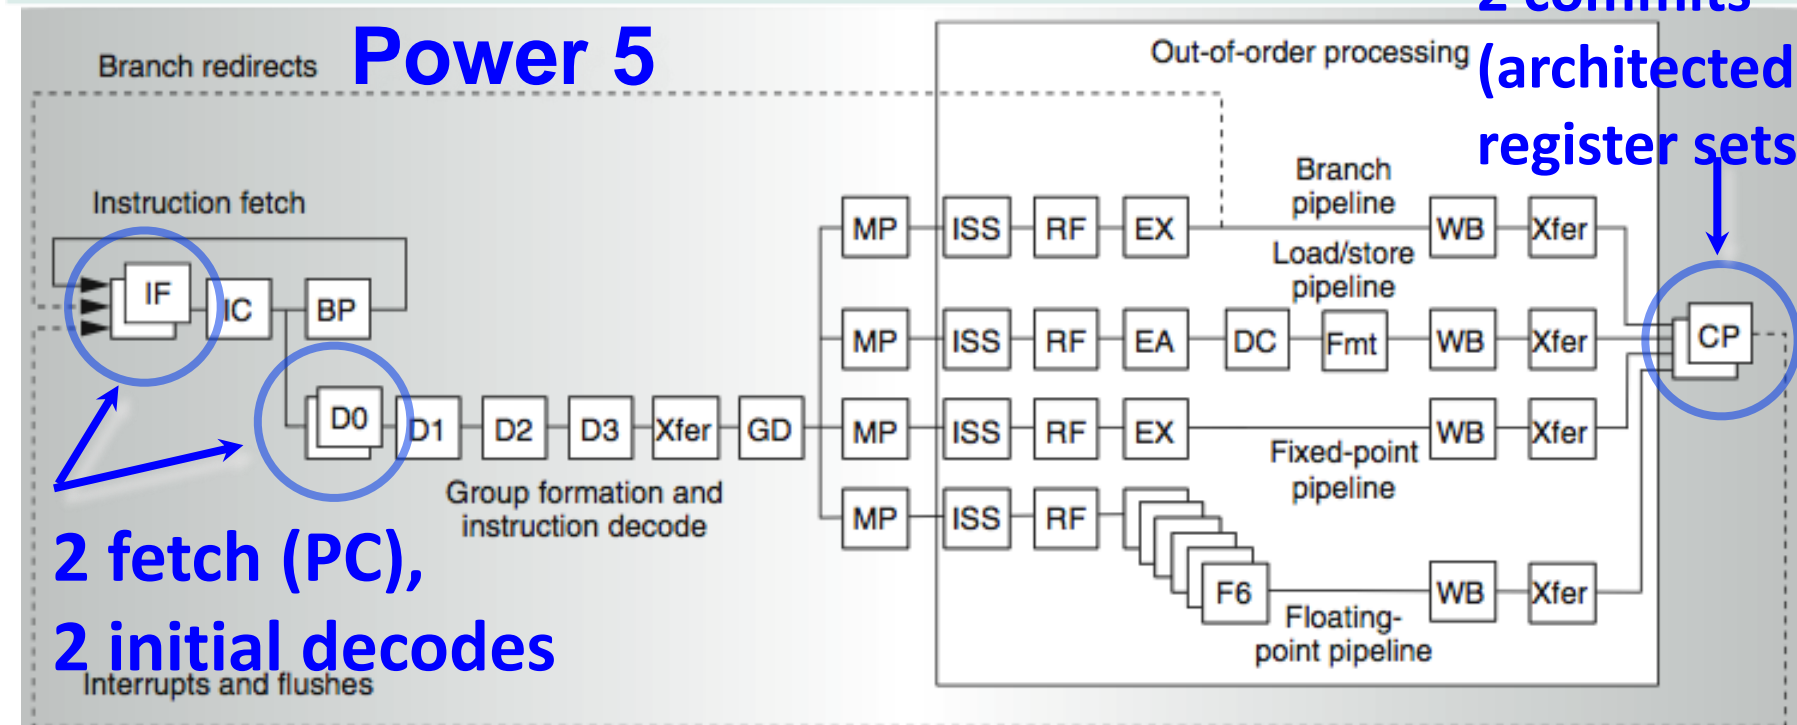 2 commits
(architected
register sets
Power 5
Branch redirects
Out-of-order processing
Instruction fetch
Branch
pipeline
MP ISS RF EX WB Xfer
Load/store
pipeline
IF IC BP
MP ISS RF EA DC Fmt WB Xfer
CP
D0 D1 D2 D3 Xfer GD
MP ISS RF EX WB Xfer
Fixed-point
pipeline
Group formation and
instruction decode
MP ISS RF
F6 WB Xfer
Floating-
point pipeline
2 fetch (PC),
2 initial decodes
Interrupts and flushes